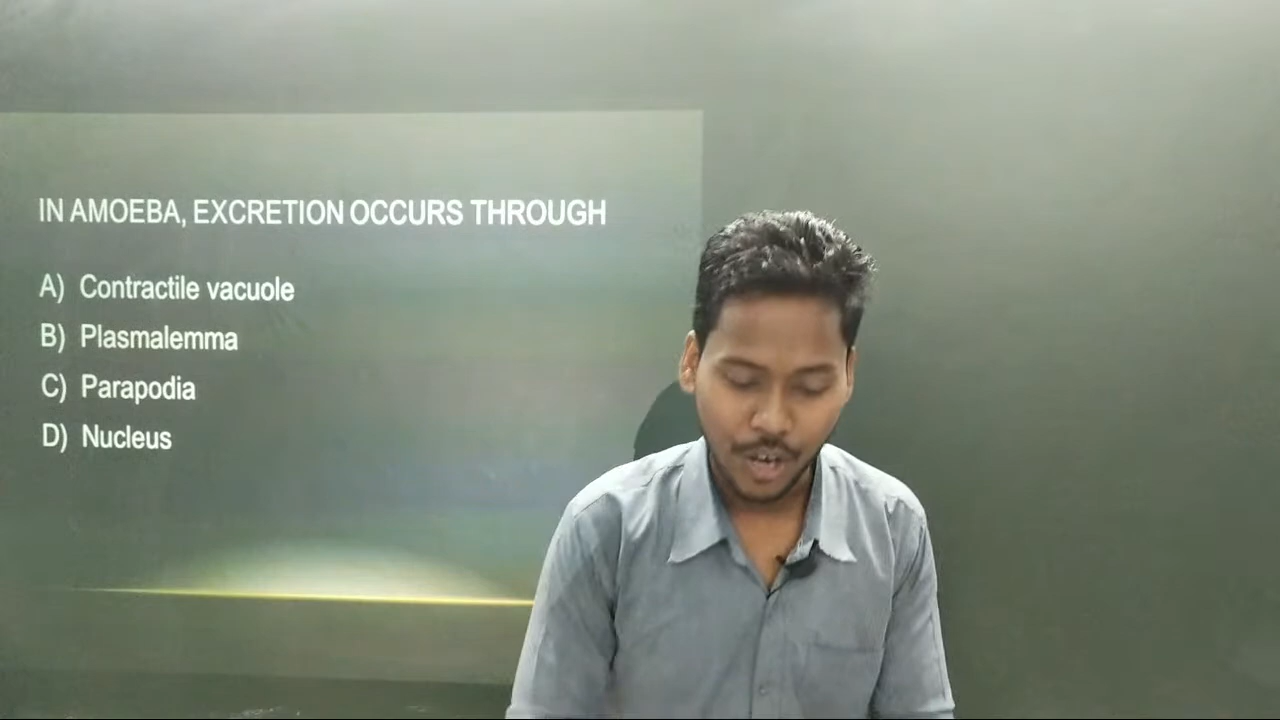 IN AMOEBA, EXCRETION OCCURS THROUGH
A) Contractile vacuole
B) Plasmalemma
C) Parapodia
D) Nucleus